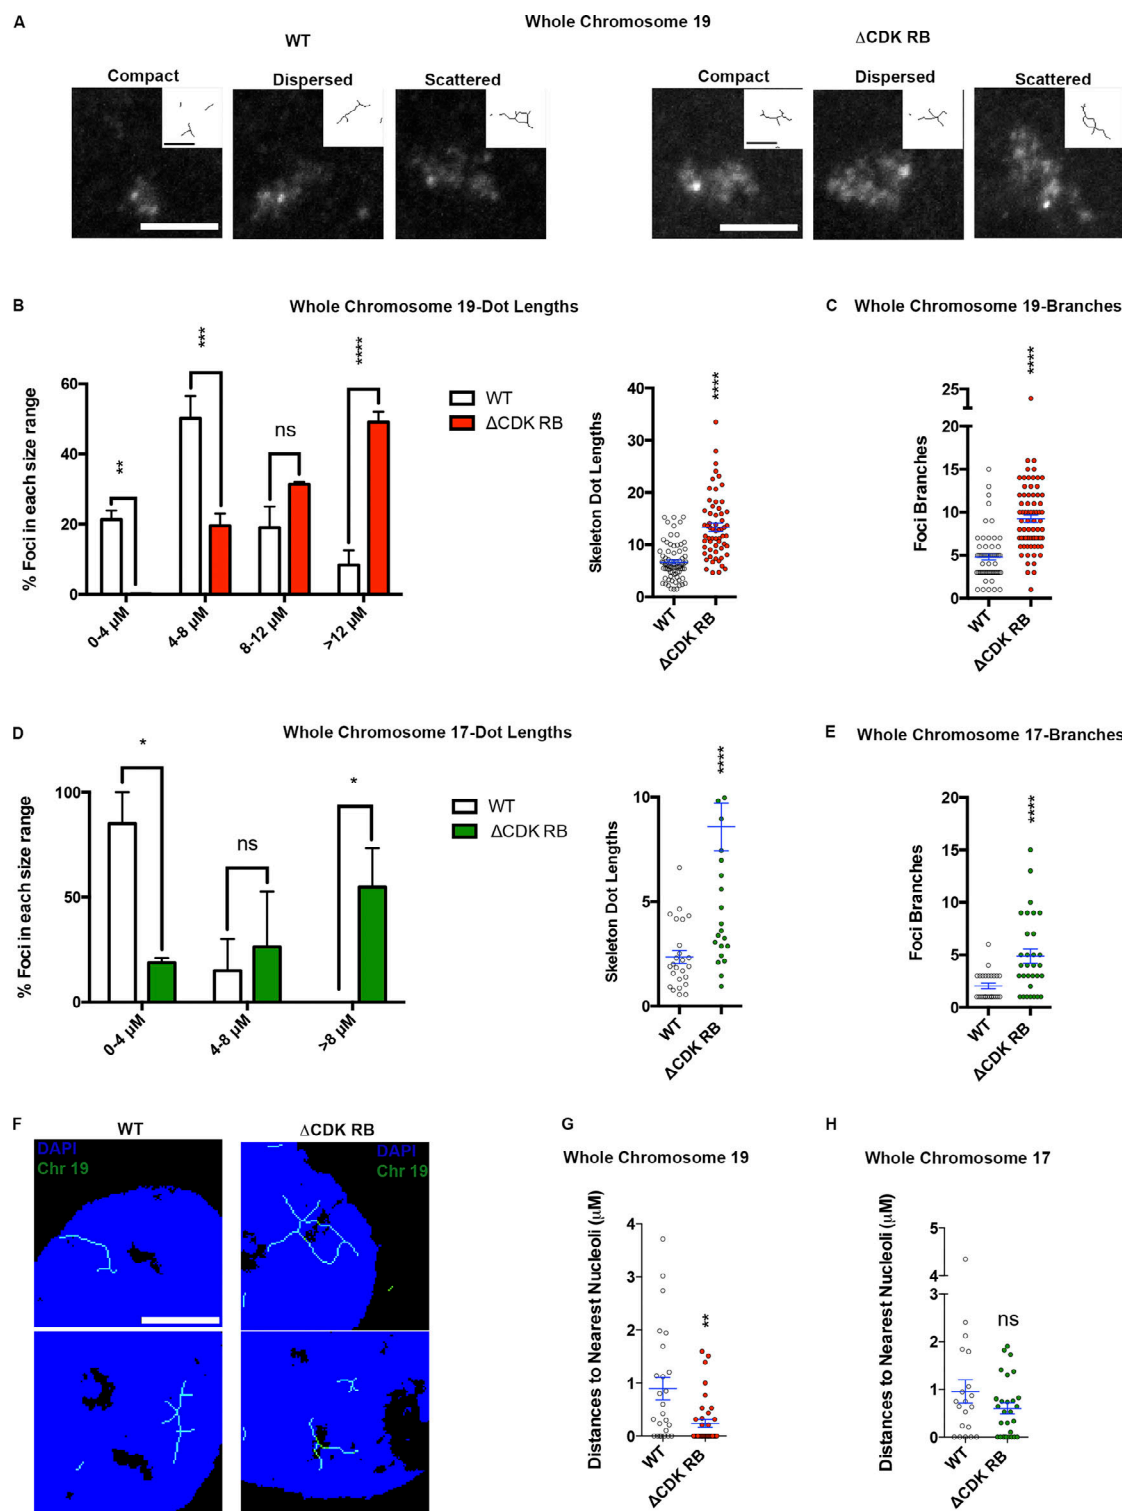 A
Whole Chromosome 19
WT
ΔCDK RB
Compact
Dispersed
Scattered
Compact
Dispersed
Scattered
B
Whole Chromosome 19-Dot Lengths
% Foci in each size range
60
40
20
0
**
***
ns
****
WT
ΔCDK RB
0-4 µM
4-8 µM
8-12 µM
>12 µM
Skeleton Dot Lengths
40
30
20
10
0
****
WT
ΔCDK RB
C
Whole Chromosome 19-Branches
Foci Branches
25
20
15
10
5
0
****
WT
ΔCDK RB
D
Whole Chromosome 17-Dot Lengths
% Foci in each size range
100
50
0
*
ns
*
WT
ΔCDK RB
0-4 µM
4-8 µM
>8 µM
Skeleton Dot Lengths
10
5
0
****
WT
ΔCDK RB
E
Whole Chromosome 17-Branches
Foci Branches
20
15
10
5
0
****
WT
ΔCDK RB
F
WT
ΔCDK RB
DAPI
Chr 19
DAPI
Chr 19
G
Whole Chromosome 19
Distances to Nearest Nucleoli (µM)
4
3
2
1
0
**
WT
ΔCDK RB
H
Whole Chromosome 17
Distances to Nearest Nucleoli (µM)
5
4
3
2
1
0
ns
WT
ΔCDK RB